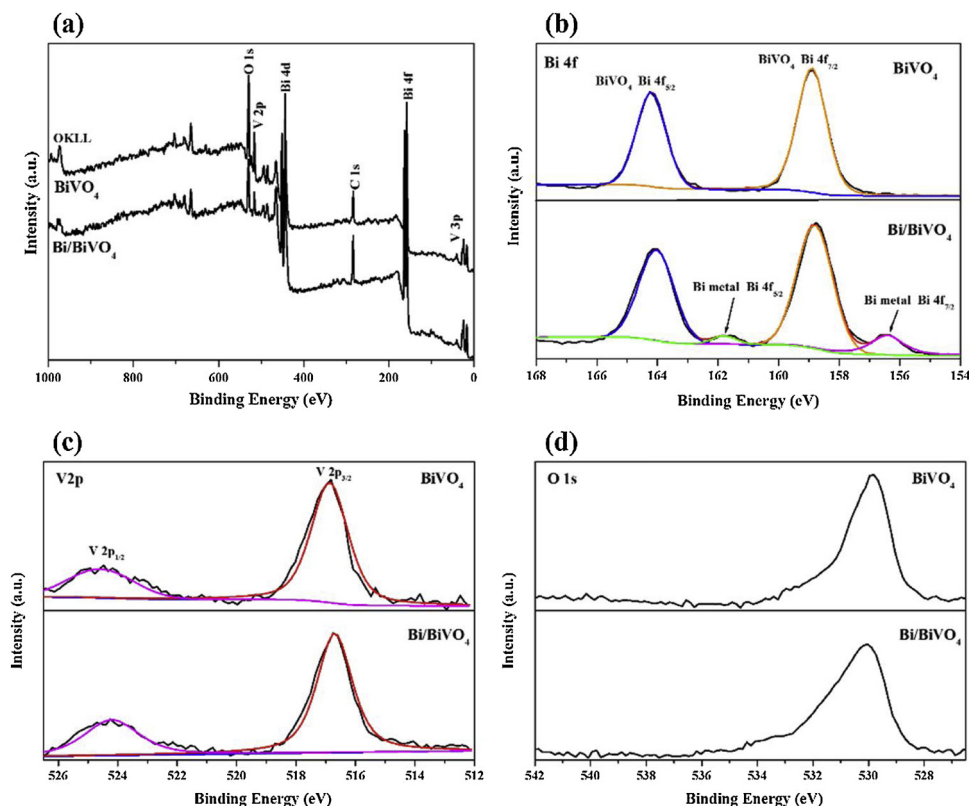 (a)
O 1s
V 2p
Bi 4d
C 1s
Bi 4f
V 3p
OKLL
BiVO4
Bi/BiVO4
Intensity (a.u.)
1000 800 600 400 200 0
Binding Energy (eV)
(b)
Bi 4f
BiVO4 Bi 4f5/2
BiVO4 Bi 4f7/2
BiVO4
Bi/BiVO4
Bi metal Bi 4f5/2
Bi metal Bi 4f7/2
Intensity (a.u.)
168 166 164 162 160 158 156 154
Binding Energy (eV)
(c)
V2p
V 2p3/2
BiVO4
V 2p1/2
Bi/BiVO4
Intensity (a.u.)
526 524 522 520 518 516 514 512
Binding Energy (eV)
(d)
O 1s
BiVO4
Bi/BiVO4
Intensity (a.u.)
542 540 538 536 534 532 530 528
Binding Energy (eV)